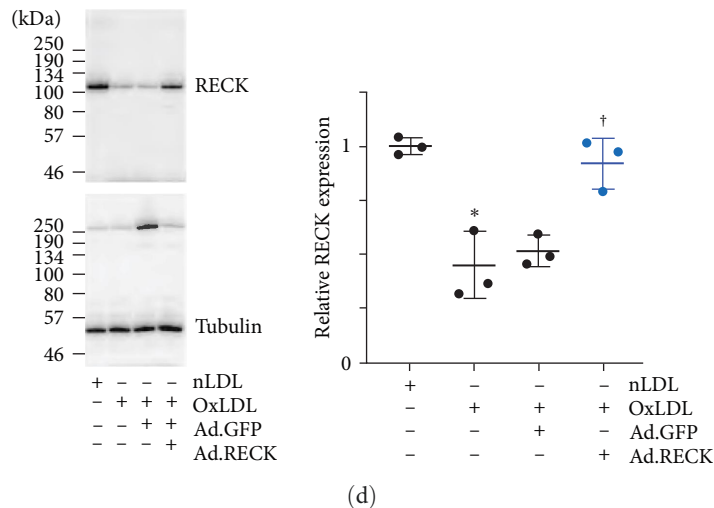 (kDa)
250
190
134
100
80
57
46
RECK
250
190
134
100
80
57
46
Tubulin
+ − − − nLDL
− + + + OxLDL
− − + + Ad.GFP
− − − + Ad.RECK
Relative RECK expression
1
0
*
†
+ − − − nLDL
− + + + OxLDL
− − + − Ad.GFP
− − − + Ad.RECK
(d)